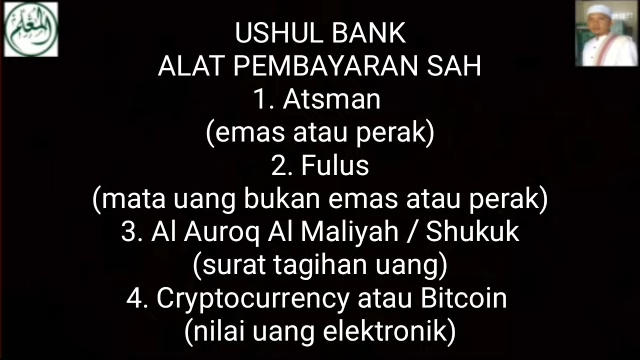 المعلم
USHUL BANK
ALAT PEMBAYARAN SAH
1. Atsman
(emas atau perak)
2. Fulus
(mata uang bukan emas atau perak)
3. Al Auroq Al Maliyah / Shukuk
(surat tagihan uang)
4. Cryptocurrency atau Bitcoin
(nilai uang elektronik)